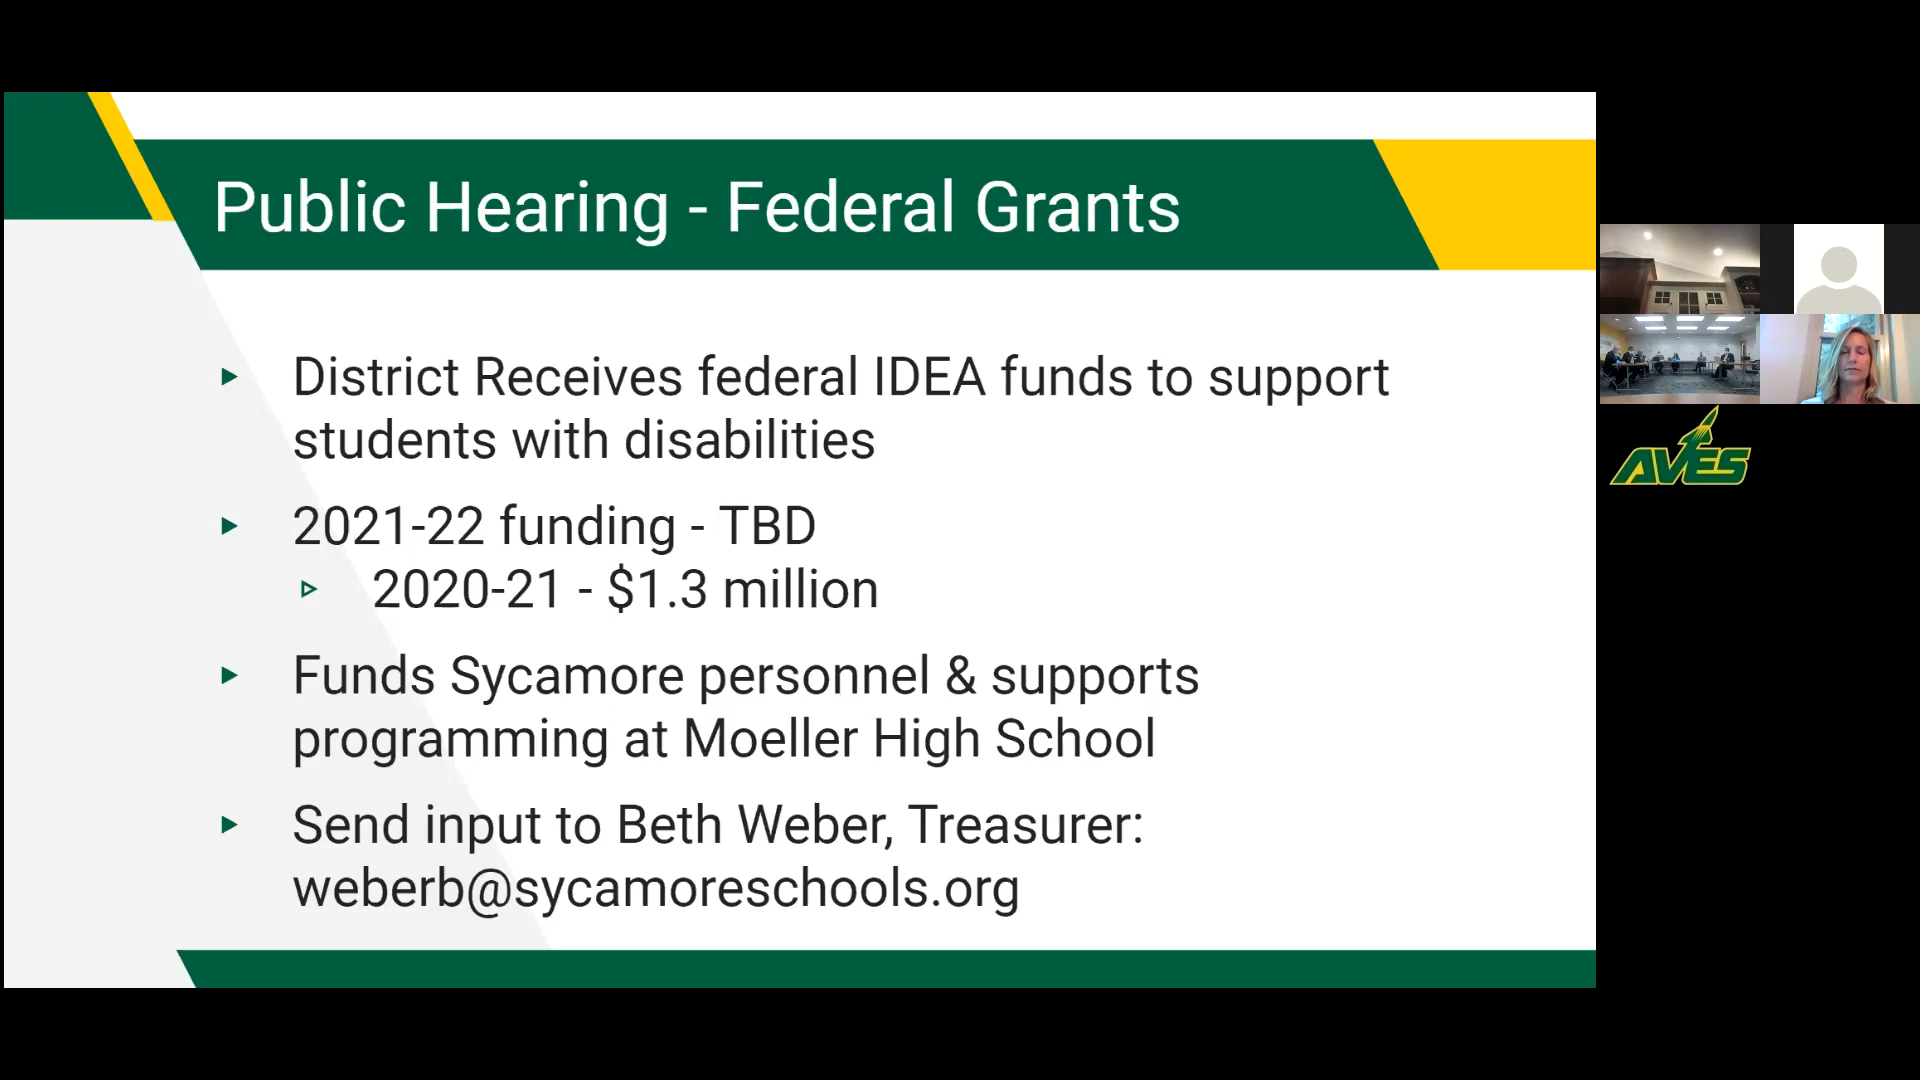 Public Hearing - Federal Grants
District Receives federal IDEA funds to support
students with disabilities
2021-22 funding - TBD
2020-21 - $1.3 million
Funds Sycamore personnel & supports
programming at Moeller High School
Send input to Beth Weber, Treasurer:
weberb@sycamoreschools.org
AVES